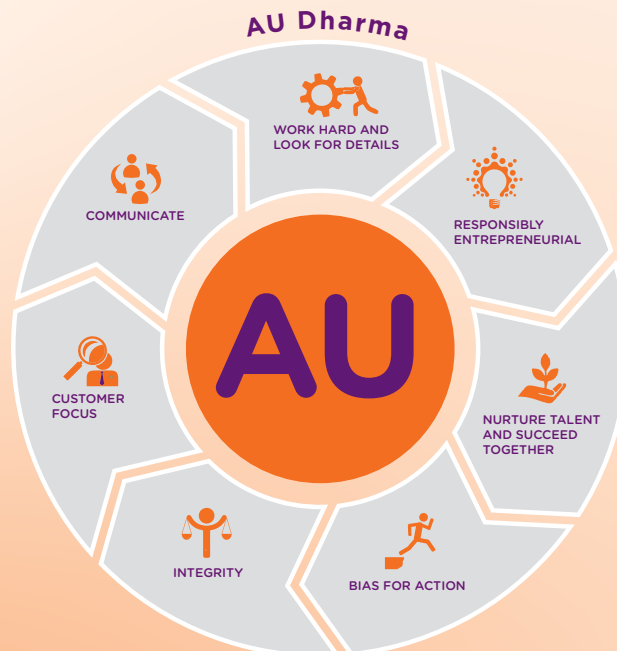 AU Dharma
WORK HARD AND
LOOK FOR DETAILS
RESPONSIBLY
ENTREPRENEURIAL
NURTURE TALENT
AND SUCCEED
TOGETHER
BIAS FOR ACTION
INTEGRITY
CUSTOMER
FOCUS
COMMUNICATE
AU